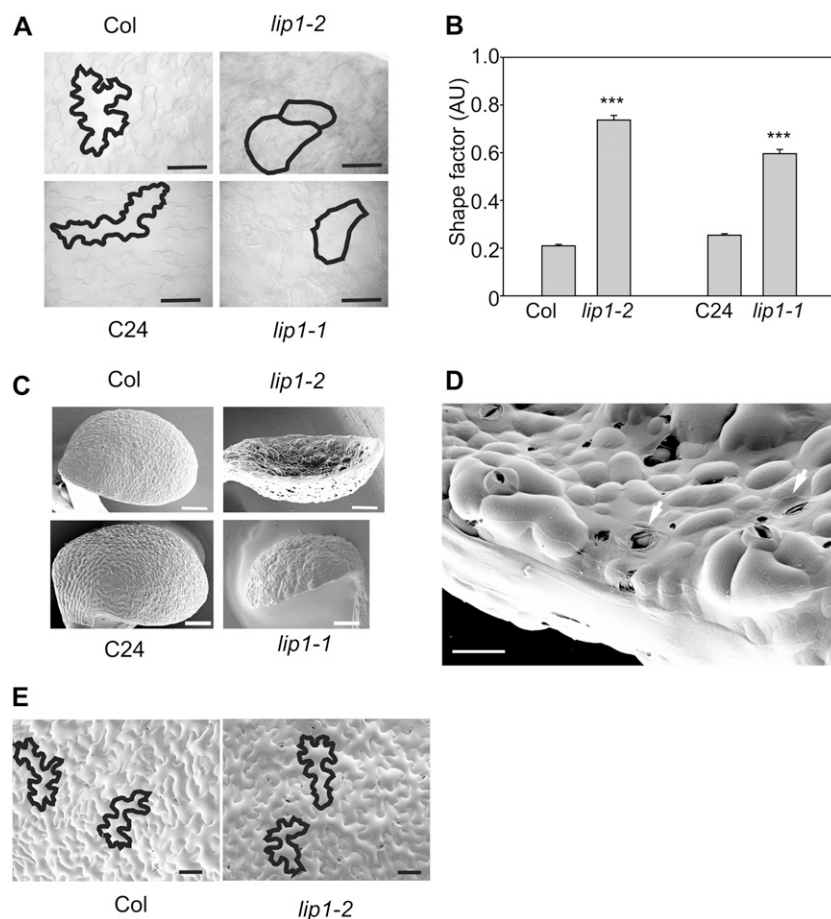 A
Col
lip1-2
C24
lip1-1
B
Shape factor (AU)
1.0
0.8
0.6
0.4
0.2
0
***
***
Col
lip1-2
C24
lip1-1
C
Col
lip1-2
C24
lip1-1
D
E
Col
lip1-2